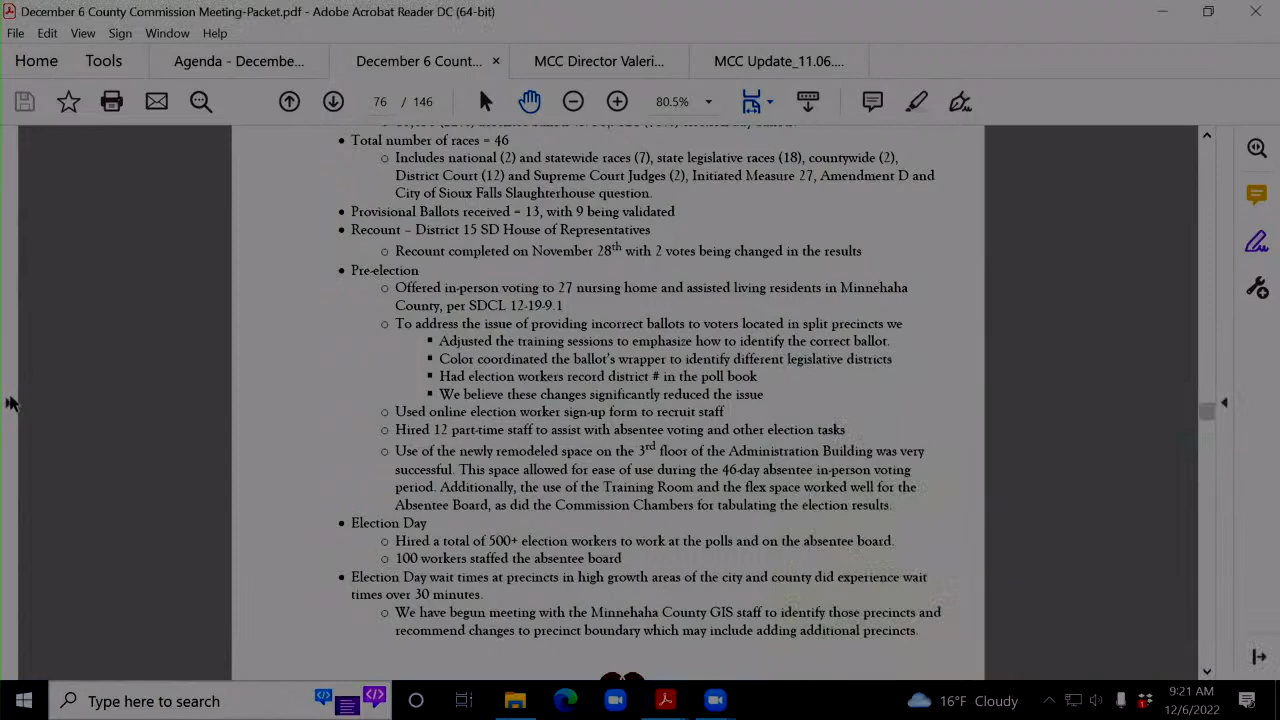 December 6 County Commission Meeting-Packet.pdf - Adobe Acrobat Reader DC (64-bit)
File Edit View Sign Window Help
Home Tools Agenda - Decembe... December 6 Count... × MCC Director Valeri... MCC Update_11.06....
76 / 146 80.5%
• Total number of races = 46
o Includes national (2) and statewide races (7), state legislative races (18), countywide (2),
District Court (12) and Supreme Court Judges (2), Initiated Measure 27, Amendment D and
City of Sioux Falls Slaughterhouse question.
• Provisional Ballots received = 13, with 9 being validated
• Recount – District 15 SD House of Representatives
o Recount completed on November 28th with 2 votes being changed in the results
• Pre-election
o Offered in-person voting to 27 nursing home and assisted living residents in Minnehaha
County, per SDCL 12-19-9.1
o To address the issue of providing incorrect ballots to voters located in split precincts we
▪ Adjusted the training sessions to emphasize how to identify the correct ballot.
▪ Color coordinated the ballot's wrapper to identify different legislative districts
▪ Had election workers record district # in the poll book
▪ We believe these changes significantly reduced the issue
o Used online election worker sign-up form to recruit staff
o Hired 12 part-time staff to assist with absentee voting and other election tasks
o Use of the newly remodeled space on the 3rd floor of the Administration Building was very
successful. This space allowed for ease of use during the 46-day absentee in-person voting
period. Additionally, the use of the Training Room and the flex space worked well for the
Absentee Board, as did the Commission Chambers for tabulating the election results.
• Election Day
o Hired a total of 500+ election workers to work at the polls and on the absentee board.
o 100 workers staffed the absentee board
• Election Day wait times at precincts in high growth areas of the city and county did experience wait
times over 30 minutes.
o We have begun meeting with the Minnehaha County GIS staff to identify those precincts and
recommend changes to precinct boundary which may include adding additional precincts.
Type here to search
16°F Cloudy
9:21 AM
12/6/2022